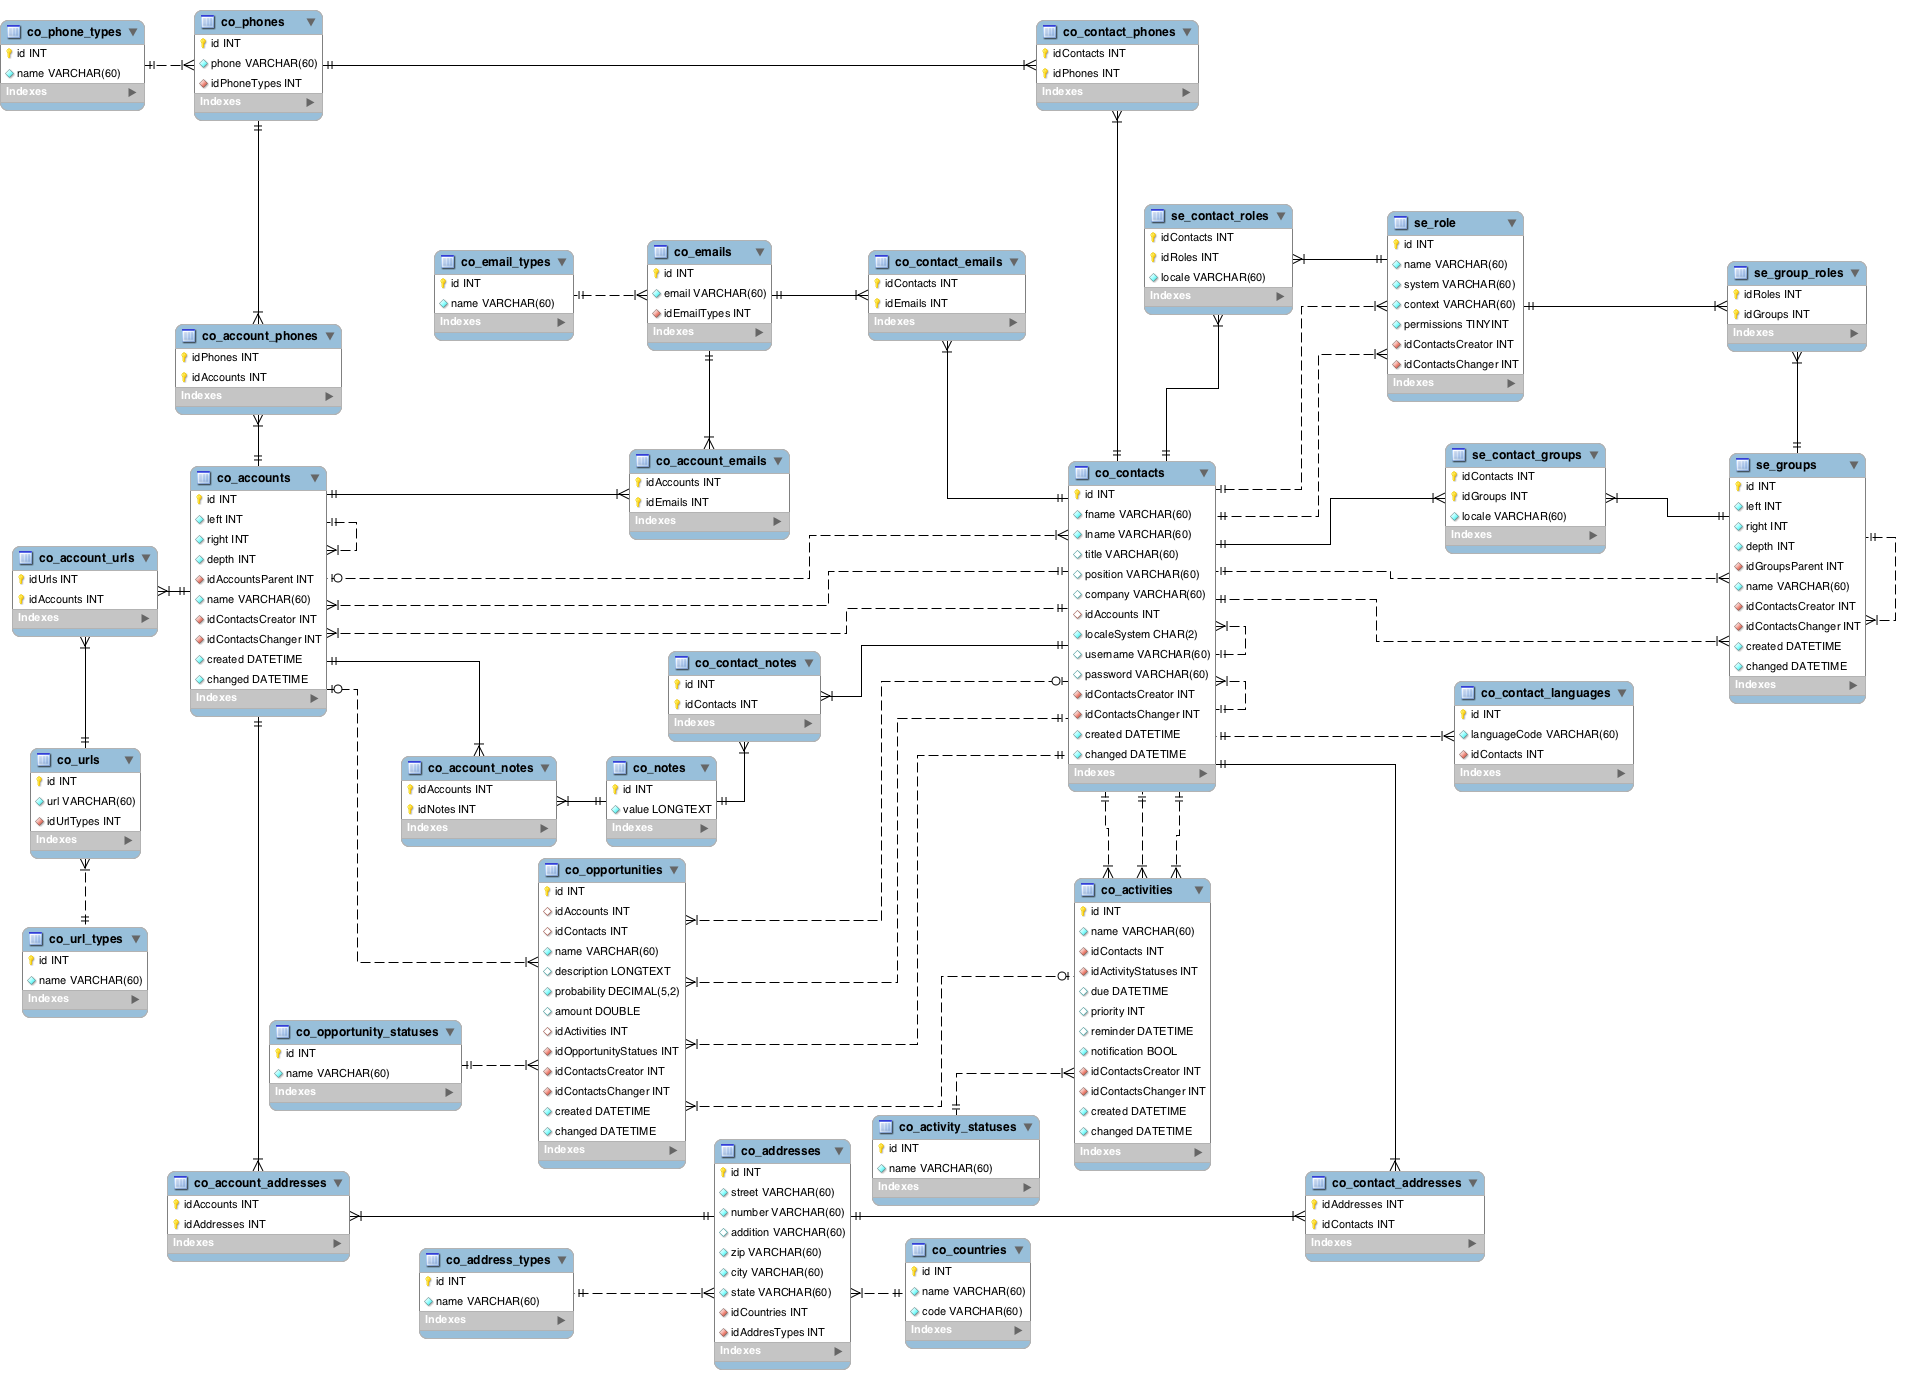 co_phone_types
id INT
name VARCHAR(60)
Indexes
co_phones
id INT
phone VARCHAR(60)
idPhoneTypes INT
Indexes
co_contact_phones
idContacts INT
idPhones INT
Indexes
se_contact_roles
idContacts INT
idRoles INT
locale VARCHAR(60)
Indexes
se_role
id INT
name VARCHAR(60)
system VARCHAR(60)
context VARCHAR(60)
permissions TINYINT
idContactsCreator INT
idContactsChanger INT
Indexes
se_group_roles
idRoles INT
idGroups INT
Indexes
co_email_types
id INT
name VARCHAR(60)
Indexes
co_emails
id INT
email VARCHAR(60)
idEmailTypes INT
Indexes
co_contact_emails
idContacts INT
idEmails INT
Indexes
co_account_phones
idPhones INT
idAccounts INT
Indexes
co_accounts
id INT
left INT
right INT
depth INT
idAccountsParent INT
name VARCHAR(60)
idContactsCreator INT
idContactsChanger INT
created DATETIME
changed DATETIME
Indexes
co_account_emails
idAccounts INT
idEmails INT
Indexes
co_contacts
id INT
fname VARCHAR(60)
lname VARCHAR(60)
title VARCHAR(60)
position VARCHAR(60)
company VARCHAR(60)
idAccounts INT
localeSystem CHAR(2)
username VARCHAR(60)
password VARCHAR(60)
idContactsCreator INT
idContactsChanger INT
created DATETIME
changed DATETIME
Indexes
se_contact_groups
idContacts INT
idGroups INT
locale VARCHAR(60)
Indexes
se_groups
id INT
left INT
right INT
depth INT
idGroupsParent INT
name VARCHAR(60)
idContactsCreator INT
idContactsChanger INT
created DATETIME
changed DATETIME
Indexes
co_account_urls
idUrls INT
idAccounts INT
Indexes
co_contact_notes
id INT
idContacts INT
Indexes
co_contact_languages
id INT
languageCode VARCHAR(60)
idContacts INT
Indexes
co_urls
id INT
url VARCHAR(60)
idUrlTypes INT
Indexes
co_account_notes
idAccounts INT
idNotes INT
Indexes
co_notes
id INT
value LONGTEXT
Indexes
co_opportunities
id INT
idAccounts INT
idContacts INT
name VARCHAR(60)
description LONGTEXT
probability DECIMAL(5,2)
amount DOUBLE
idActivities INT
idOpportunityStatues INT
idContactsCreator INT
idContactsChanger INT
created DATETIME
changed DATETIME
Indexes
co_activities
id INT
name VARCHAR(60)
idContacts INT
idActivityStatuses INT
due DATETIME
priority INT
reminder DATETIME
notification BOOL
idContactsCreator INT
idContactsChanger INT
created DATETIME
changed DATETIME
Indexes
co_url_types
id INT
name VARCHAR(60)
Indexes
co_opportunity_statuses
id INT
name VARCHAR(60)
Indexes
co_activity_statuses
id INT
name VARCHAR(60)
Indexes
co_account_addresses
idAccounts INT
idAddresses INT
Indexes
co_addresses
id INT
street VARCHAR(60)
number VARCHAR(60)
addition VARCHAR(60)
zip VARCHAR(60)
city VARCHAR(60)
state VARCHAR(60)
idCountries INT
idAddresTypes INT
Indexes
co_contact_addresses
idAddresses INT
idContacts INT
Indexes
co_address_types
id INT
name VARCHAR(60)
Indexes
co_countries
id INT
name VARCHAR(60)
code VARCHAR(60)
Indexes